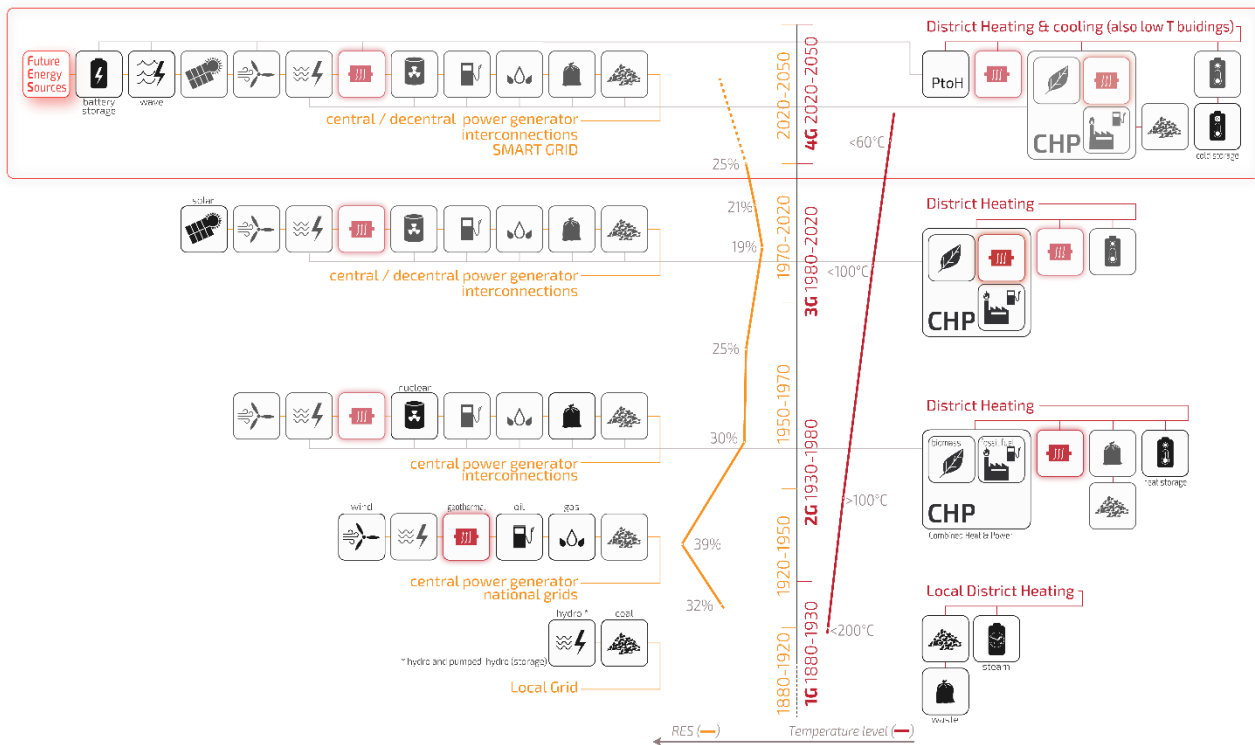 District Heating & cooling (also low T buidings)
Future
Energy
Sources
battery
storage
wave
central / decentral power generator
interconnections
SMART GRID
2020-2050
4G 2020-2050
<60°C
PtoH
CHP
cold storage
25%
21%
19%
solar
central / decentral power generator
interconnections
1970-2020
3G 1980-2020
<100°C
District Heating
CHP
25%
30%
nuclear
central power generator
interconnections
1950-1970
2G 1930-1980
>100°C
District Heating
biomass
fossil fuel
CHP
Combined Heat & Power
heat storage
wind
geothermal
oil
gas
39%
central power generator
national grids
1920-1950
32%
hydro *
coal
* hydro and pumped hydro (storage)
Local Grid
1880-1920
1G 1880-1930
<200°C
Local District Heating
steam
waste
RES (—)
Temperature level (—)